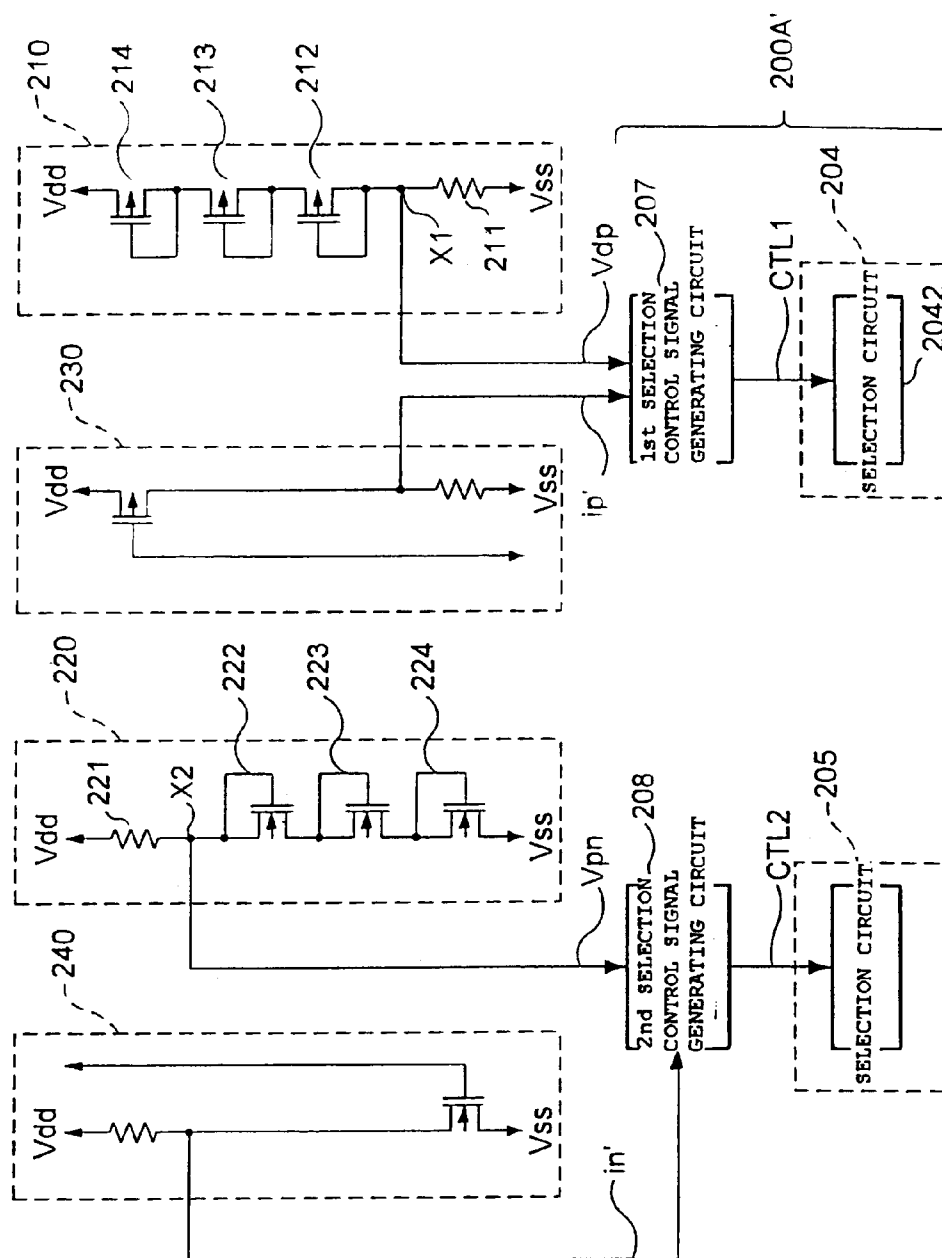 210
214
213
212
Vdd
X1
211
Vss
230
Vdd
Vss
ip'
Vdp
200A'
207
1st SELECTION
CONTROL SIGNAL
GENERATING CIRCUIT
CTL1
204
SELECTION CIRCUIT
2042
220
Vdd
221
X2
222
223
224
Vss
240
Vdd
Vss
in'
Vpn
208
2nd SELECTION
CONTROL SIGNAL
GENERATING CIRCUIT
CTL2
205
SELECTION CIRCUIT